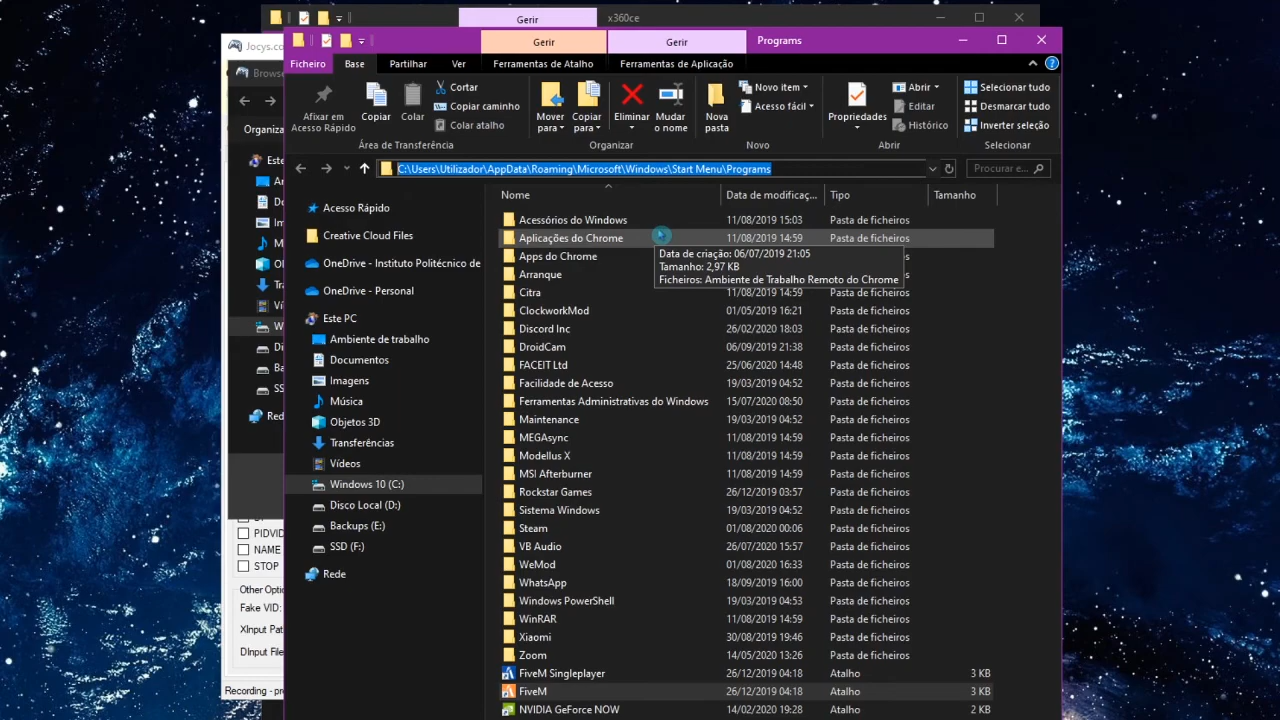 Gerir
x360ce
Jocys.co
Gerir
Gerir
Programs
Ficheiro
Base
Partilhar
Ver
Ferramentas de Atalho
Ferramentas de Aplicação
Browse
Afixar em
Acesso Rápido
Copiar
Colar
Cortar
Copiar caminho
Colar atalho
Mover
para
Copiar
para
Eliminar
Mudar
o nome
Nova
pasta
Novo item
Acesso fácil
Propriedades
Abrir
Editar
Histórico
Selecionar tudo
Desmarcar tudo
Inverter seleção
Área de Transferência
Organizar
Novo
Abrir
Selecionar
Organiza
C:\Users\Utilizador\AppData\Roaming\Microsoft\Windows\Start Menu\Programs
Procurar e...
Nome
Data de modificaç...
Tipo
Tamanho
Acesso Rápido
Creative Cloud Files
OneDrive - Instituto Politécnico de
OneDrive - Personal
Este PC
Ambiente de trabalho
Documentos
Imagens
Música
Objetos 3D
Transferências
Vídeos
Windows 10 (C:)
Disco Local (D:)
Backups (E:)
SSD (F:)
Rede
Acessórios do Windows 11/08/2019 15:03 Pasta de ficheiros
Aplicações do Chrome 11/08/2019 14:59 Pasta de ficheiros
Apps do Chrome Pasta de ficheiros
Arranque Pasta de ficheiros
Data de criação: 06/07/2019 21:05
Tamanho: 2,97 KB
Ficheiros: Ambiente de Trabalho Remoto do Chrome
Citra 11/08/2019 14:59 Pasta de ficheiros
ClockworkMod 01/05/2019 16:21 Pasta de ficheiros
Discord Inc 26/02/2020 18:03 Pasta de ficheiros
DroidCam 06/09/2019 21:38 Pasta de ficheiros
FACEIT Ltd 25/06/2020 14:48 Pasta de ficheiros
Facilidade de Acesso 19/03/2019 04:52 Pasta de ficheiros
Ferramentas Administrativas do Windows 15/07/2020 08:50 Pasta de ficheiros
Maintenance 19/03/2019 04:52 Pasta de ficheiros
MEGAsync 11/08/2019 14:59 Pasta de ficheiros
Modellus X 11/08/2019 14:59 Pasta de ficheiros
MSI Afterburner 11/08/2019 14:59 Pasta de ficheiros
Rockstar Games 26/12/2019 03:57 Pasta de ficheiros
Sistema Windows 19/03/2019 04:52 Pasta de ficheiros
Steam 01/08/2020 00:06 Pasta de ficheiros
VB Audio 26/07/2020 15:57 Pasta de ficheiros
WeMod 01/08/2020 16:33 Pasta de ficheiros
WhatsApp 18/09/2019 16:00 Pasta de ficheiros
Windows PowerShell 19/03/2019 04:53 Pasta de ficheiros
WinRAR 11/08/2019 14:59 Pasta de ficheiros
Xiaomi 30/08/2019 19:46 Pasta de ficheiros
Zoom 14/05/2020 13:26 Pasta de ficheiros
FiveM Singleplayer 26/12/2019 04:18 Atalho 3 KB
FiveM 26/12/2019 04:18 Atalho 3 KB
NVIDIA GeForce NOW 14/02/2020 19:28 Atalho 2 KB
Este
Rede
PIDVID
NAME
STOP
Other Optio
Fake VID:
XInput Pat
DInput File
Recording - pr